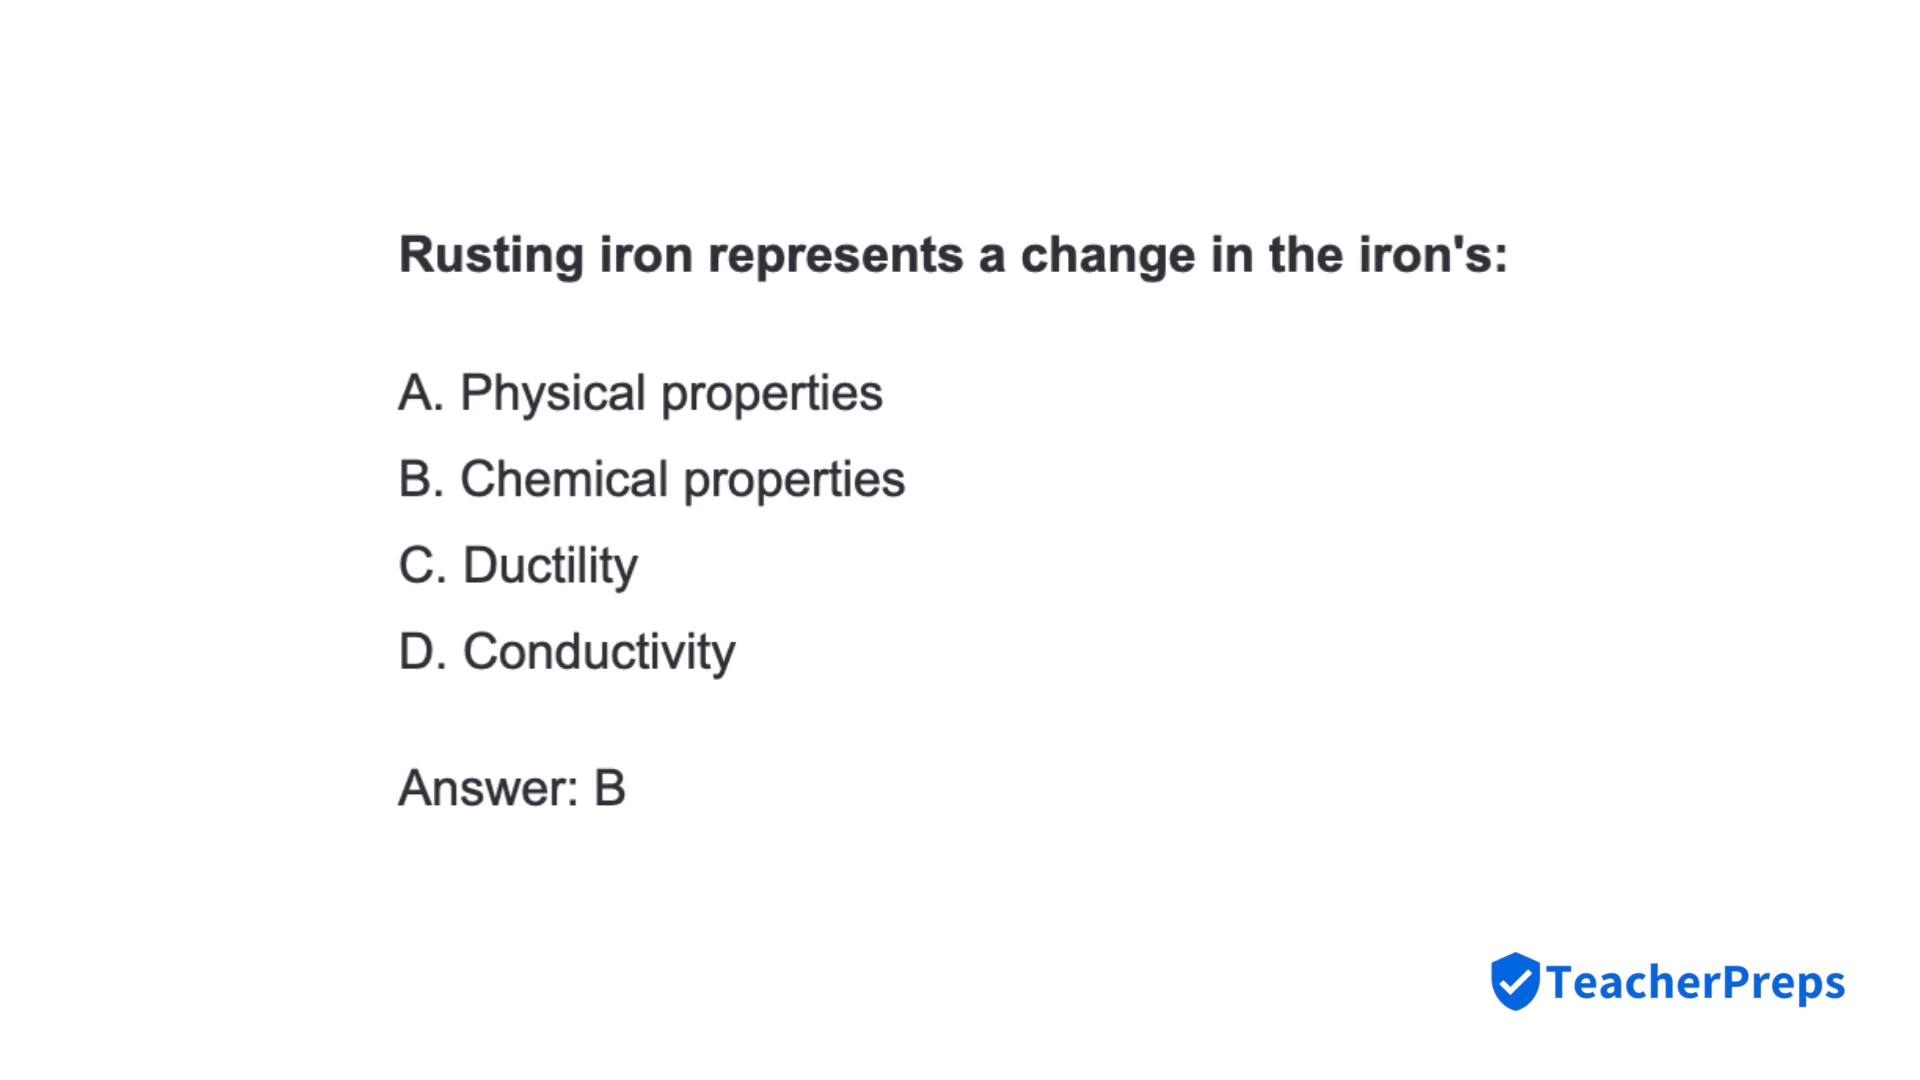 Rusting iron represents a change in the iron's:
A. Physical properties
B. Chemical properties
C. Ductility
D. Conductivity
Answer: B
TeacherPreps